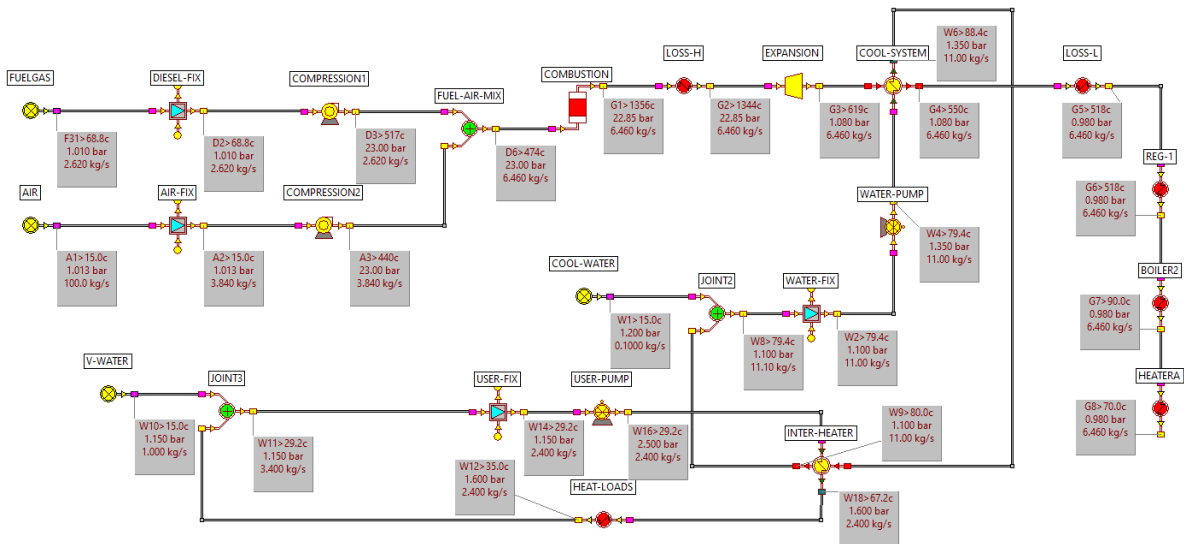 W6>88.4c
1.350 bar
11.00 kg/s
LOSS-H
EXPANSION
COOL-SYSTEM
LOSS-L
FUELGAS
DIESEL-FIX
COMPRESSION1
COMBUSTION
FUEL-AIR-MIX
G1>1356c
22.85 bar
6.460 kg/s
G2>1344c
22.85 bar
6.460 kg/s
G3>619c
1.080 bar
6.460 kg/s
G4>550c
1.080 bar
6.460 kg/s
G5>518c
0.980 bar
6.460 kg/s
F31>68.8c
1.010 bar
2.620 kg/s
D2>68.8c
1.010 bar
2.620 kg/s
D3>517c
23.00 bar
2.620 kg/s
D6>474c
23.00 bar
6.460 kg/s
REG-1
AIR
AIR-FIX
COMPRESSION2
WATER-PUMP
G6>518c
0.980 bar
6.460 kg/s
A1>15.0c
1.013 bar
100.0 kg/s
A2>15.0c
1.013 bar
3.840 kg/s
A3>440c
23.00 bar
3.840 kg/s
W4>79.4c
1.350 bar
11.00 kg/s
COOL-WATER
JOINT2
WATER-FIX
BOILER2
W1>15.0c
1.200 bar
0.1000 kg/s
W8>79.4c
1.100 bar
11.10 kg/s
W2>79.4c
1.100 bar
11.00 kg/s
G7>90.0c
0.980 bar
6.460 kg/s
V-WATER
JOINT3
USER-FIX
USER-PUMP
HEATERA
W10>15.0c
1.150 bar
1.000 kg/s
W11>29.2c
1.150 bar
3.400 kg/s
W14>29.2c
1.150 bar
2.400 kg/s
W16>29.2c
2.500 bar
2.400 kg/s
W9>80.0c
1.100 bar
11.00 kg/s
G8>70.0c
0.980 bar
6.460 kg/s
INTER-HEATER
W12>35.0c
1.600 bar
2.400 kg/s
HEAT-LOADS
W18>67.2c
1.600 bar
2.400 kg/s